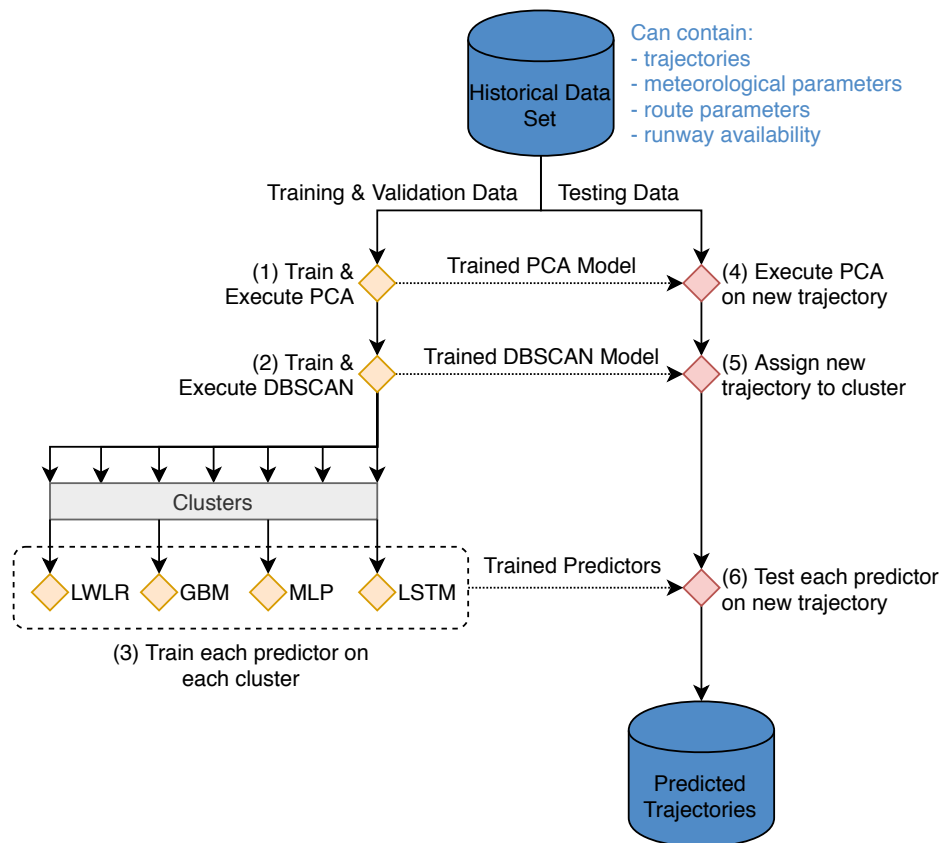 Can contain:
- trajectories
- meteorological parameters
- route parameters
- runway availability
Historical Data
Set
Training & Validation Data
Testing Data
(1) Train &
Execute PCA
Trained PCA Model
(4) Execute PCA
on new trajectory
(2) Train &
Execute DBSCAN
Trained DBSCAN Model
(5) Assign new
trajectory to cluster
Clusters
LWLR
GBM
MLP
LSTM
Trained Predictors
(6) Test each predictor
on new trajectory
(3) Train each predictor on
each cluster
Predicted
Trajectories